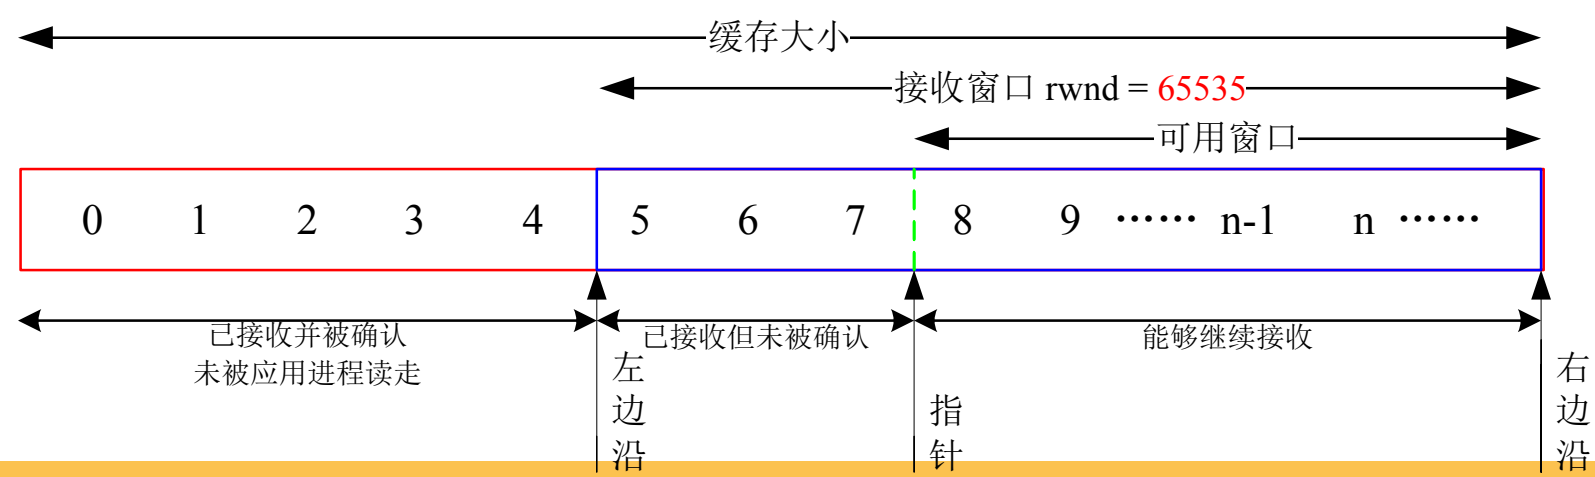 缓存大小
接收窗口 rwnd = 65535
可用窗口
0 1 2 3 4 5 6 7 8 9 …… n-1 n ……
已接收并被确认
未被应用进程读走
已接收但未被确认
能够继续接收
左边沿
指针
右边沿